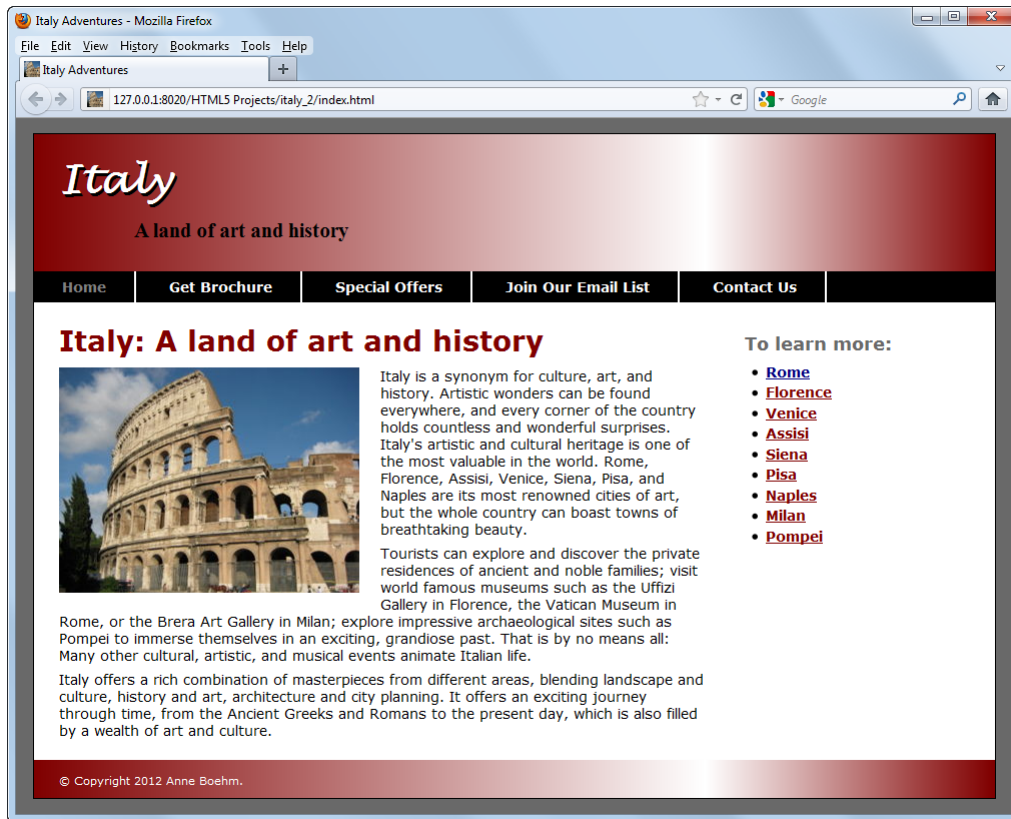 Italy Adventures - Mozilla Firefox
File Edit View History Bookmarks Tools Help
Italy Adventures
127.0.0.1:8020/HTML5 Projects/italy_2/index.html
Google
Italy
A land of art and history
Home Get Brochure Special Offers Join Our Email List Contact Us
Italy: A land of art and history
Italy is a synonym for culture, art, and
history. Artistic wonders can be found
everywhere, and every corner of the country
holds countless and wonderful surprises.
Italy's artistic and cultural heritage is one of
the most valuable in the world. Rome,
Florence, Assisi, Venice, Siena, Pisa, and
Naples are its most renowned cities of art,
but the whole country can boast towns of
breathtaking beauty.
Tourists can explore and discover the private
residences of ancient and noble families; visit
world famous museums such as the Uffizi
Gallery in Florence, the Vatican Museum in
Rome, or the Brera Art Gallery in Milan; explore impressive archaeological sites such as
Pompei to immerse themselves in an exciting, grandiose past. That is by no means all:
Many other cultural, artistic, and musical events animate Italian life.
Italy offers a rich combination of masterpieces from different areas, blending landscape and
culture, history and art, architecture and city planning. It offers an exciting journey
through time, from the Ancient Greeks and Romans to the present day, which is also filled
by a wealth of art and culture.
To learn more:
• Rome
• Florence
• Venice
• Assisi
• Siena
• Pisa
• Naples
• Milan
• Pompei
© Copyright 2012 Anne Boehm.